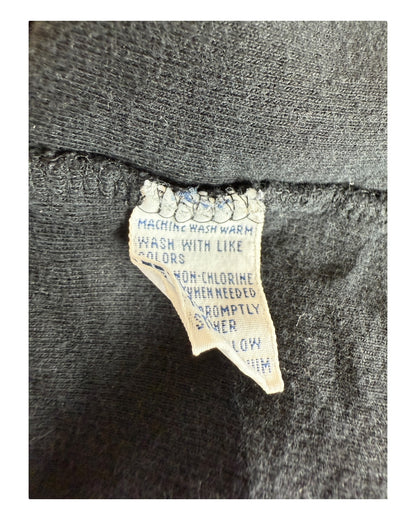 MACHINE WASH WARM
WASH WITH LIKE
COLORS
NON-CHLORINE
WHEN NEEDED
PROMPTLY
LOW